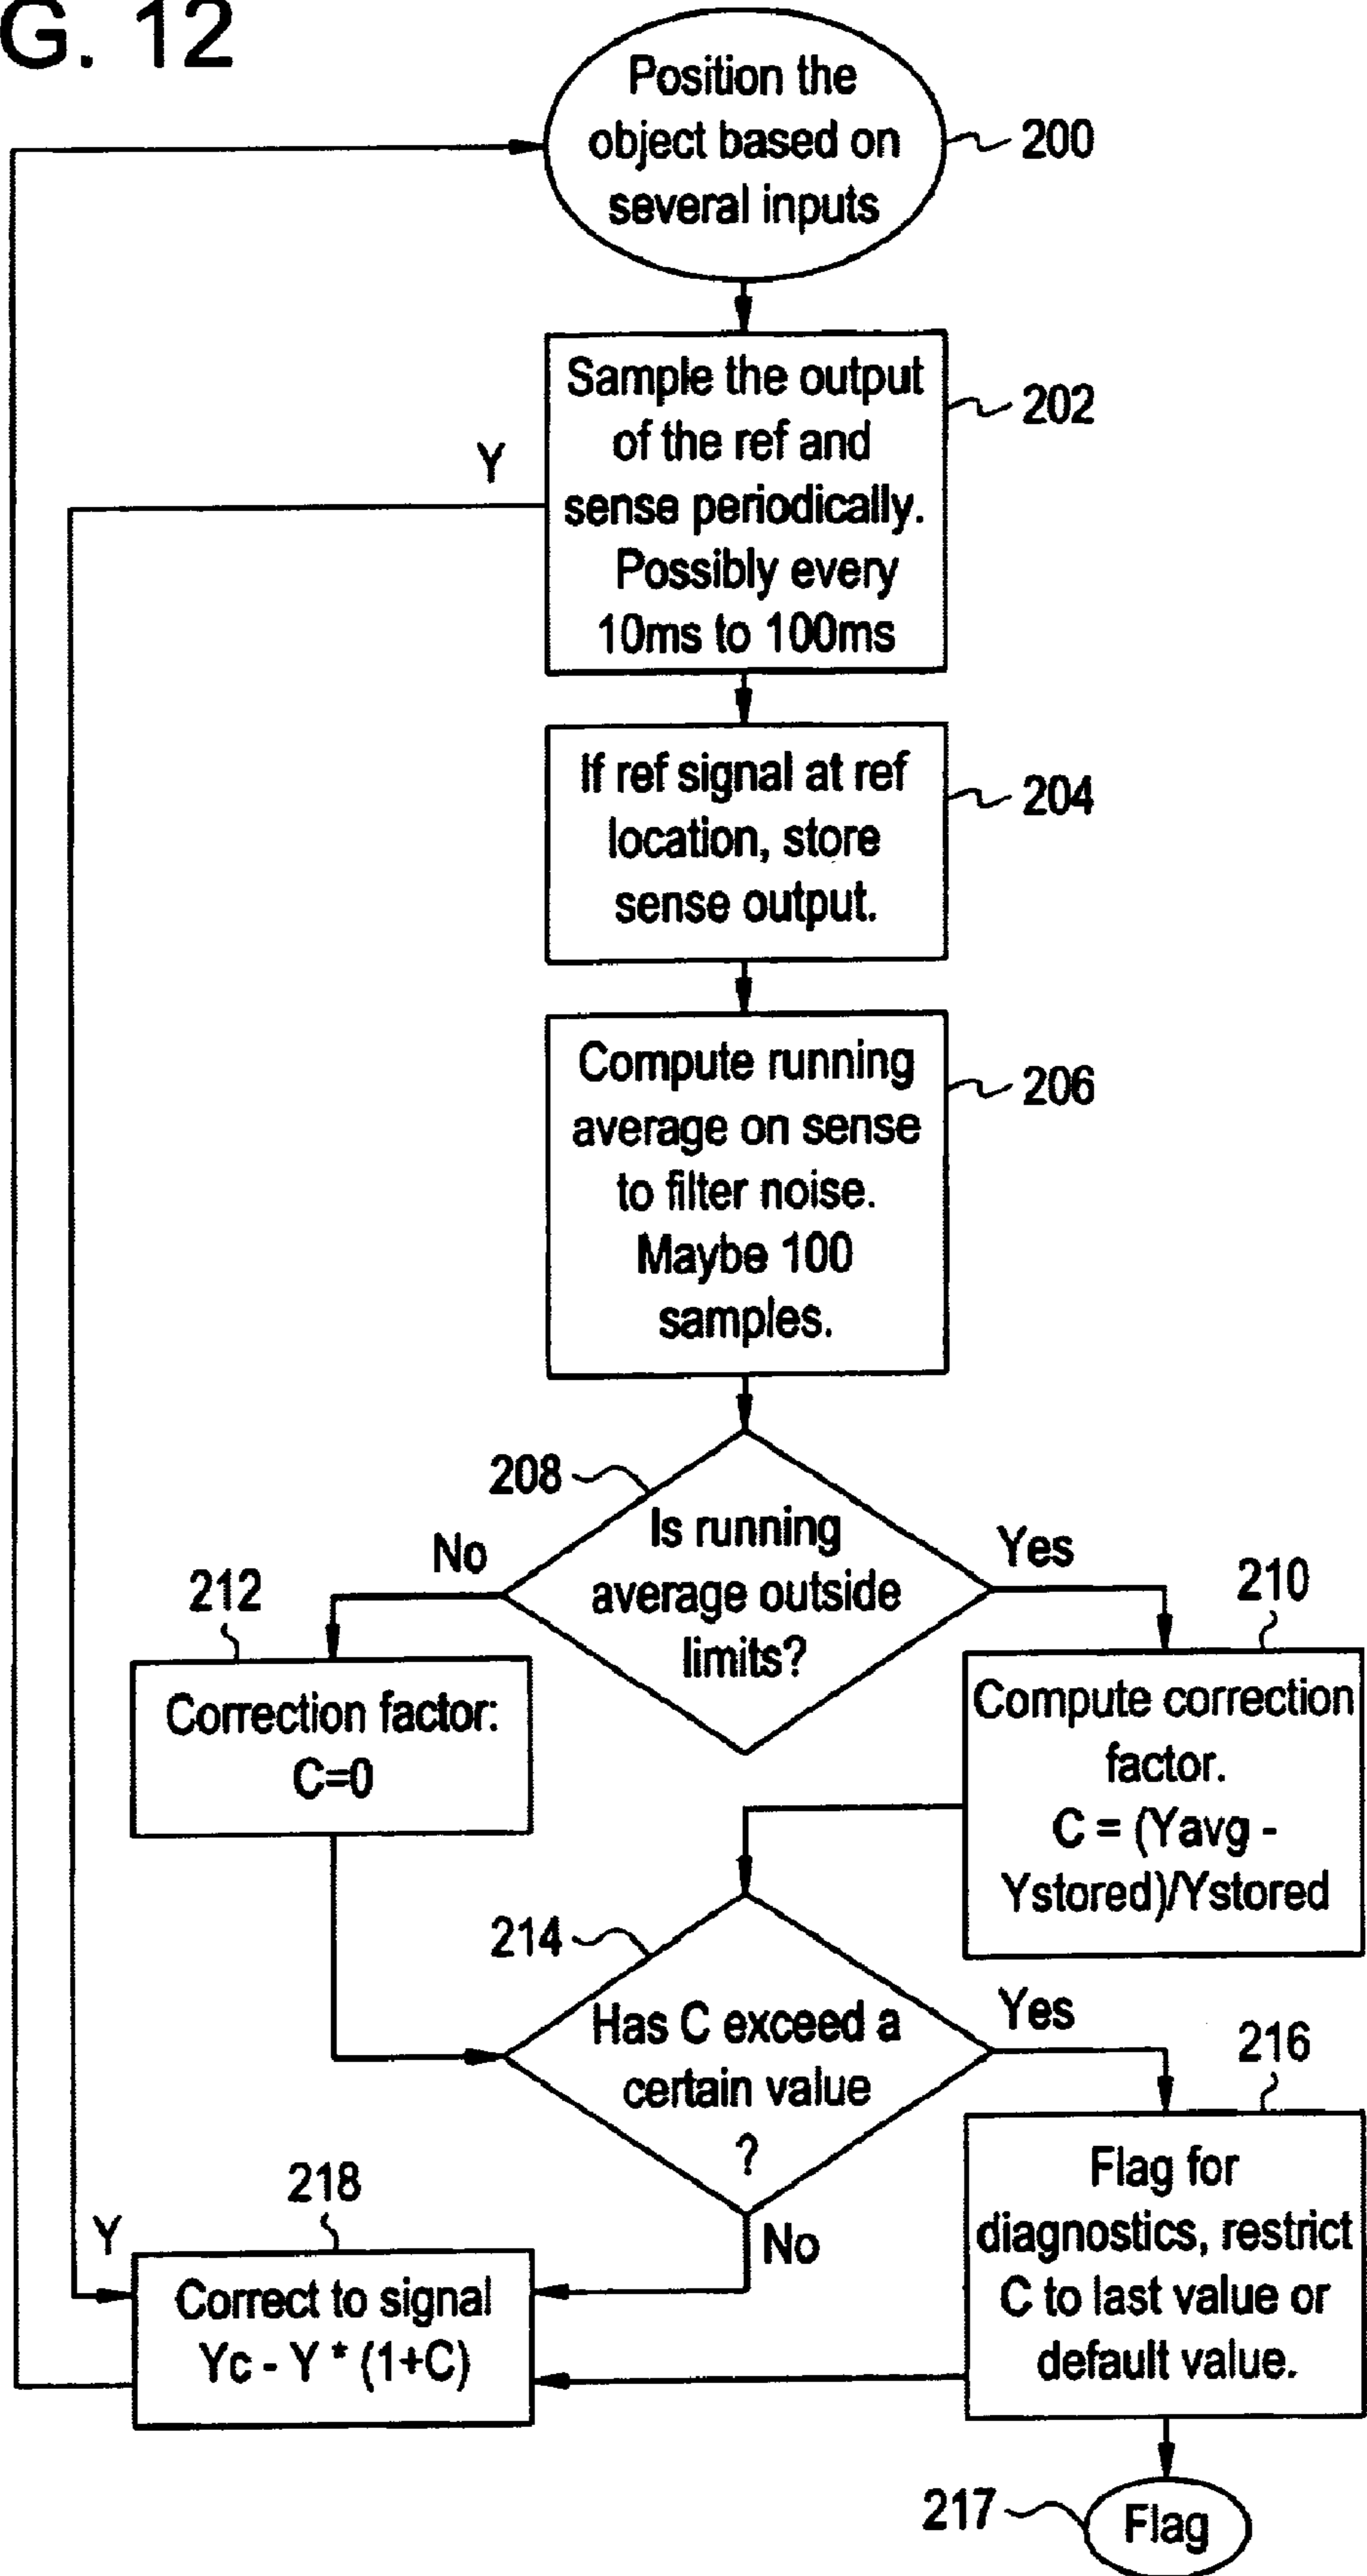 G. 12
Position the
object based on
several inputs
200
Sample the output
of the ref and
sense periodically.
Possibly every
10ms to 100ms
202
Y
If ref signal at ref
location, store
sense output.
204
Compute running
average on sense
to filter noise.
Maybe 100
samples.
206
208
Is running
average outside
limits?
No
Yes
212
Correction factor:
C=0
210
Compute correction
factor.
C = (Yavg -
Ystored)/Ystored
214
Has C exceed a
certain value
?
Yes
No
216
Flag for
diagnostics, restrict
C to last value or
default value.
218
Y
Correct to signal
Yc - Y * (1+C)
217
Flag